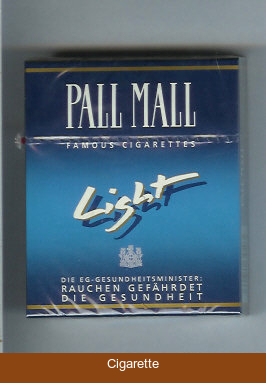 PALL MALL
FAMOUS CIGARETTES
Light
DIE EG-GESUNDHEITSMINISTER:
RAUCHEN GEFÄHRDET
DIE GESUNDHEIT
Cigarette